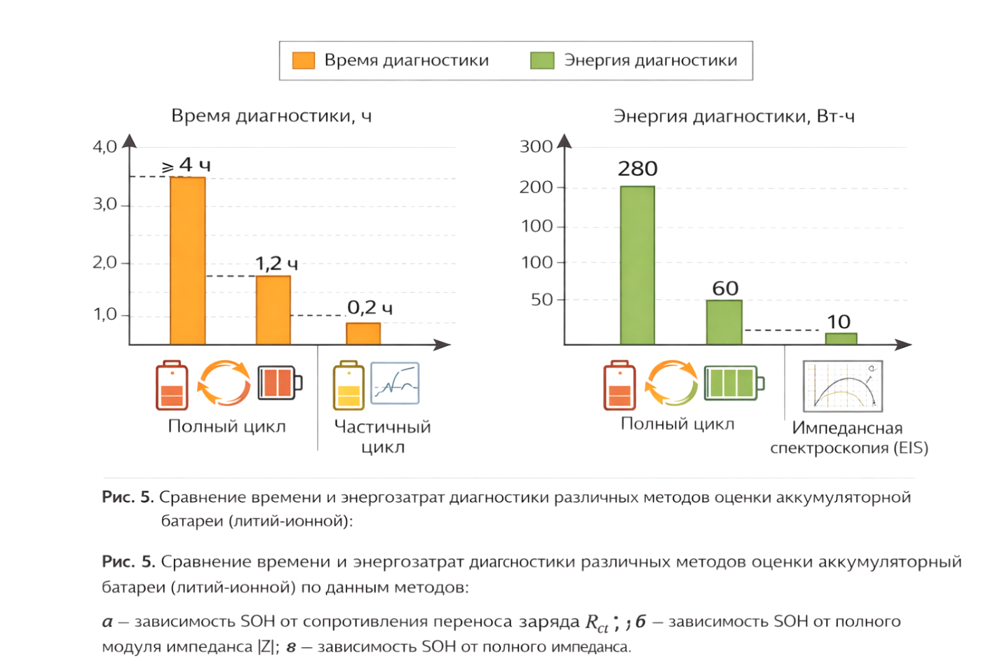 Время диагностики
Энергия диагностики
Время диагностики, ч
4,0
3,0
2,0
1,0
⩾ 4 ч
1,2 ч
0,2 ч
Полный цикл
Частичный
цикл
Энергия диагностики, Вт-ч
300
200
100
100
50
280
60
10
Полный цикл
Импедансная
спектроскопия (EIS)
Рис. 5. Сравнение времени и энергозатрат диагностики различных методов оценки аккумуляторной
батареи (литий-ионной):
Рис. 5. Сравнение времени и энергозатрат диагсностики различных методов оценки аккумуляторный
батареи (литий-ионной) по данным методов:
а – зависимость SOH от сопротивления переноса заряда Rct ; ; б – зависимость SOH от полного
модуля импеданса |Z|; в – зависимость SOH от полного импеданса.